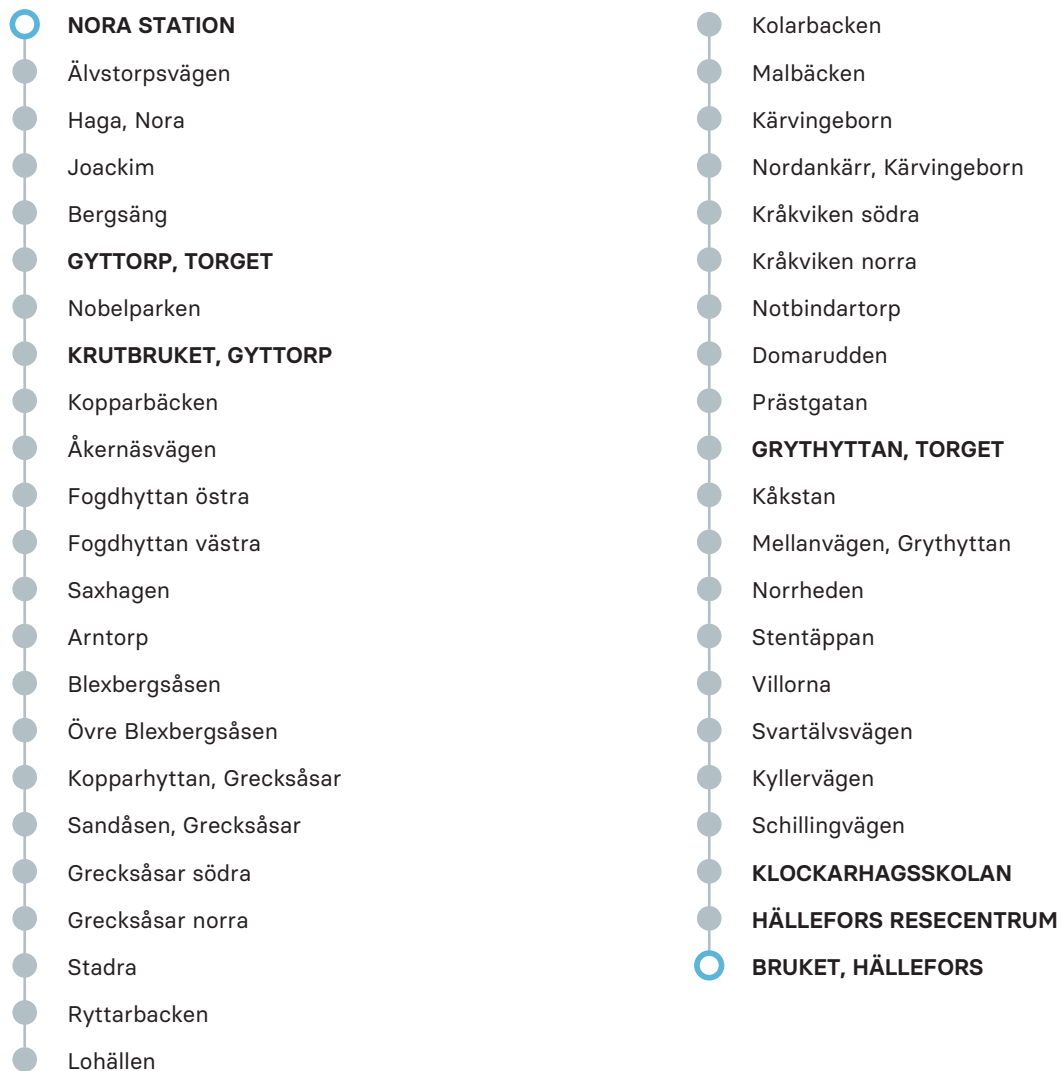 NORA STATION
Älvstorpsvägen
Haga, Nora
Joackim
Bergsäng
GYTTORP, TORGET
Nobelparken
KRUTBRUKET, GYTTORP
Kopparbäcken
Åkernäsvägen
Fogdhyttan östra
Fogdhyttan västra
Saxhagen
Arntorp
Blexbergsåsen
Övre Blexbergsåsen
Kopparhyttan, Grecksåsar
Sandåsen, Grecksåsar
Grecksåsar södra
Grecksåsar norra
Stadra
Ryttarbacken
Lohällen
Kolarbacken
Malbäcken
Kärvingeborn
Nordankärr, Kärvingeborn
Kråkviken södra
Kråkviken norra
Notbindartorp
Domarudden
Prästgatan
GRYTHYTTAN, TORGET
Kåkstan
Mellanvägen, Grythyttan
Norrheden
Stentäppan
Villorna
Svartälvsvägen
Kyllervägen
Schillingvägen
KLOCKARHAGSSKOLAN
HÄLLEFORS RESECENTRUM
BRUKET, HÄLLEFORS